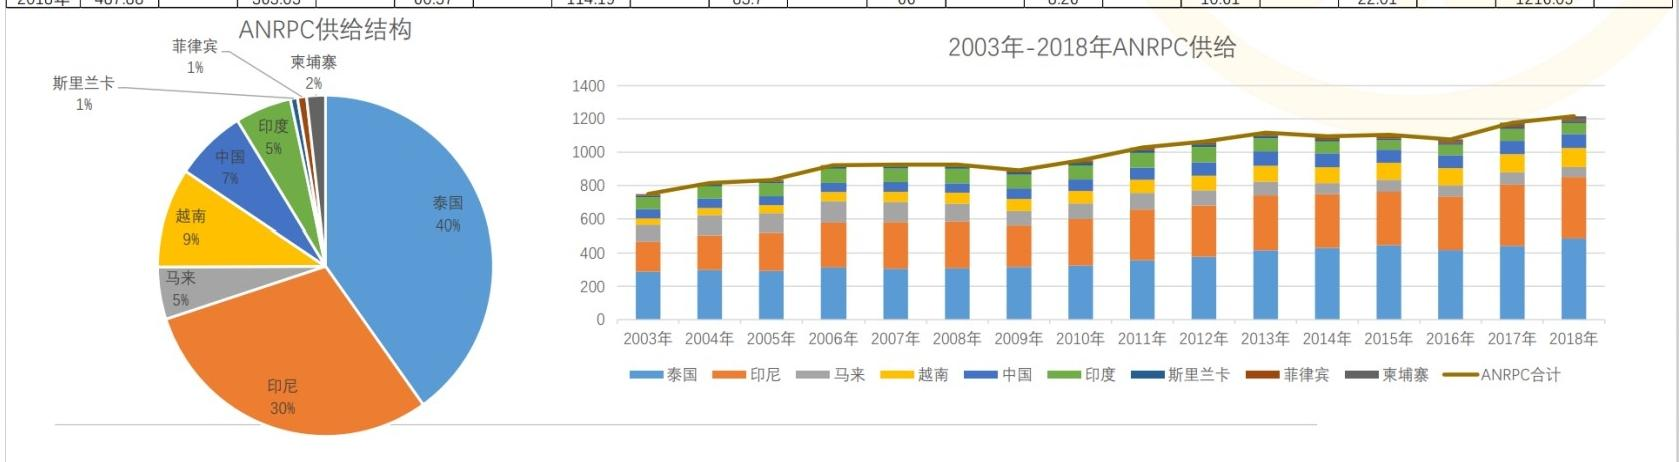 ANRPC供给结构
菲律宾
1%
柬埔寨
2%
斯里兰卡
1%
印度
5%
中国
7%
越南
9%
马来
5%
泰国
40%
印尼
30%
2003年-2018年ANRPC供给
1400
1200
1000
800
600
400
200
0
2003年 2004年 2005年 2006年 2007年 2008年 2009年 2010年 2011年 2012年 2013年 2014年 2015年 2016年 2017年 2018年
泰国 印尼 马来 越南 中国 印度 斯里兰卡 菲律宾 柬埔寨 ANRPC合计